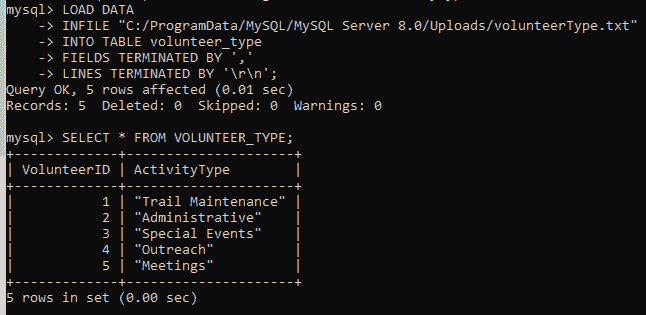 mysql> LOAD DATA
    -> INFILE "C:/ProgramData/MySQL/MySQL Server 8.0/Uploads/volunteerType.txt"
    -> INTO TABLE volunteer_type
    -> FIELDS TERMINATED BY ','
    -> LINES TERMINATED BY '\r\n';
Query OK, 5 rows affected (0.01 sec)
Records: 5  Deleted: 0  Skipped: 0  Warnings: 0

mysql> SELECT * FROM VOLUNTEER_TYPE;
+-------------+---------------------+
| VolunteerID | ActivityType        |
+-------------+---------------------+
|           1 | "Trail Maintenance" |
|           2 | "Administrative"    |
|           3 | "Special Events"    |
|           4 | "Outreach"          |
|           5 | "Meetings"          |
+-------------+---------------------+
5 rows in set (0.00 sec)